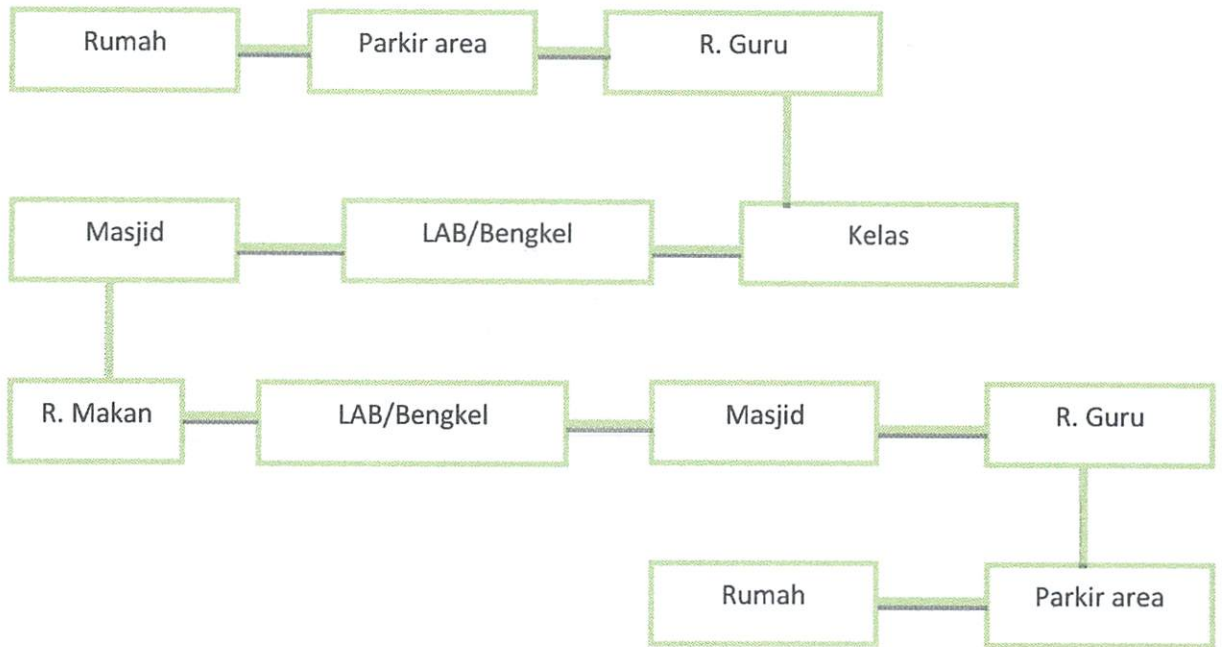 Rumah
Parkir area
R. Guru
Masjid
LAB/Bengkel
Kelas
R. Makan
LAB/Bengkel
Masjid
R. Guru
Rumah
Parkir area